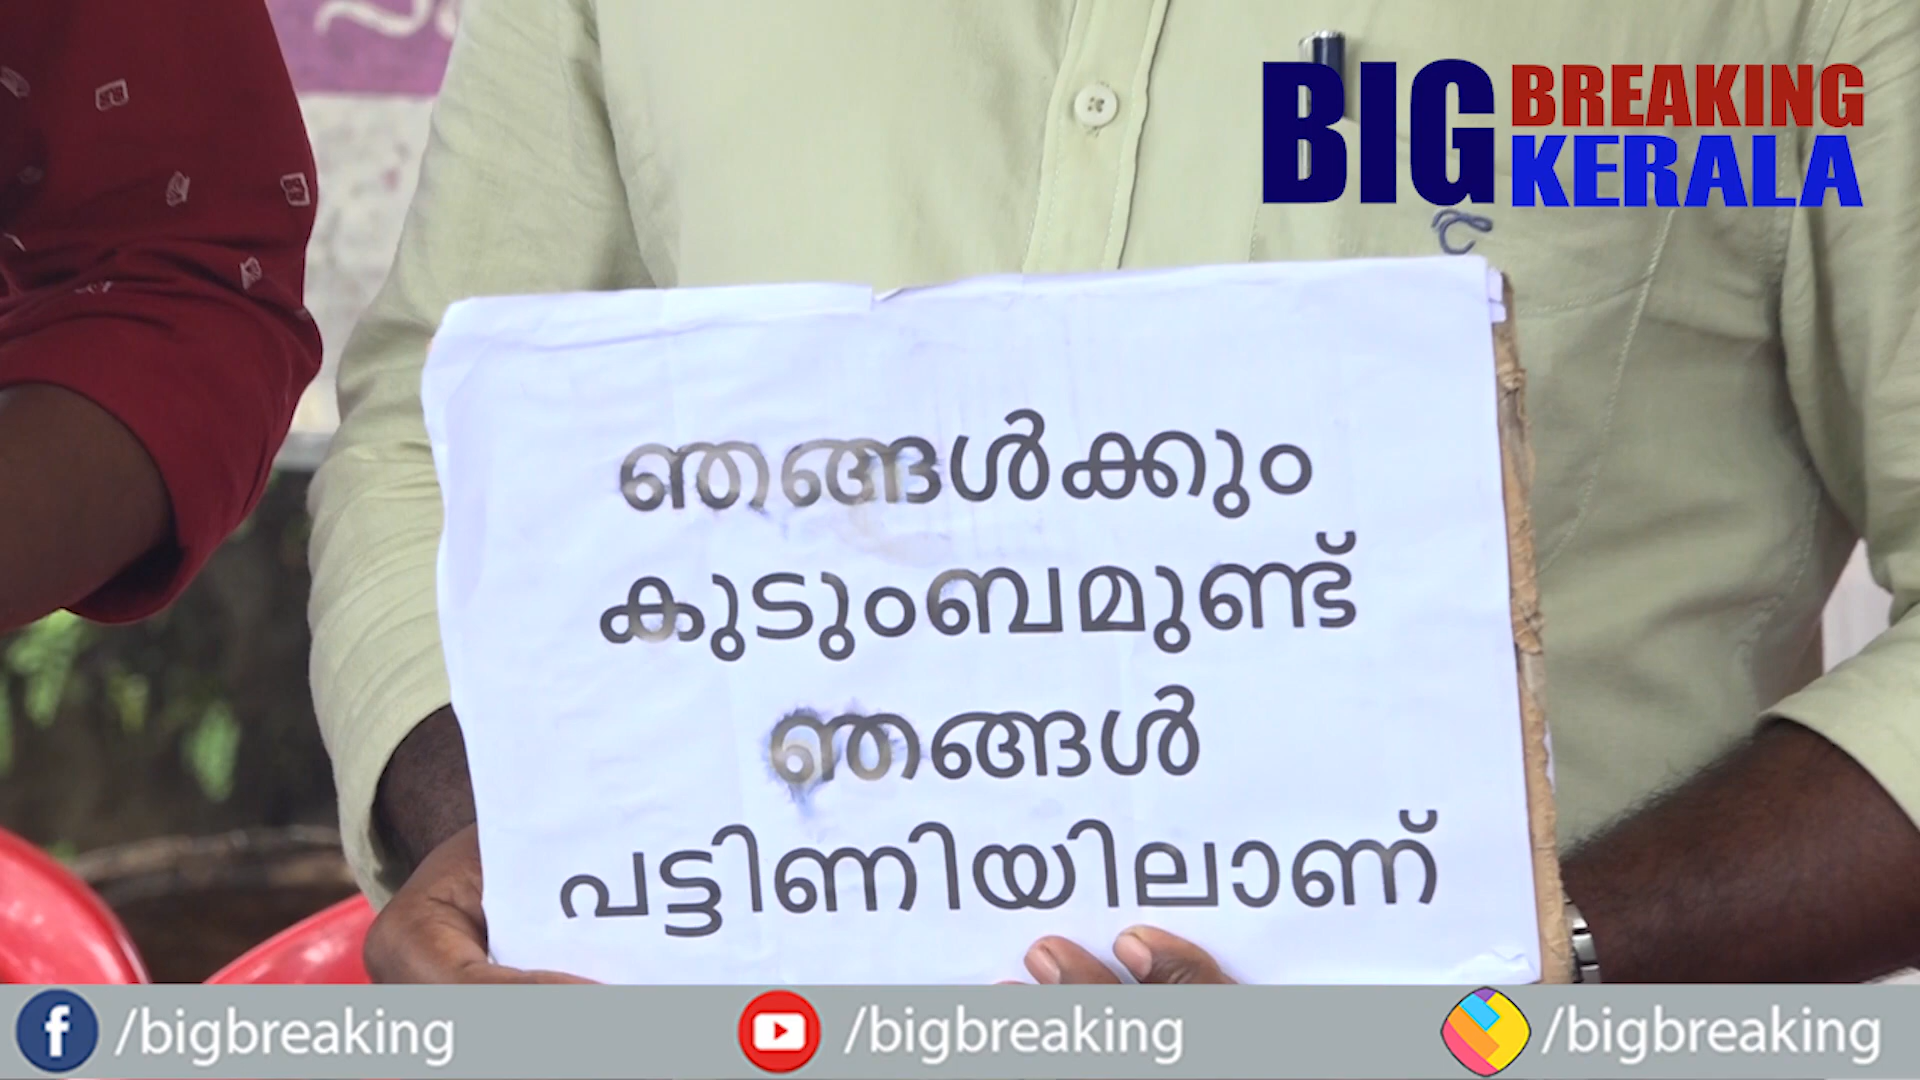 BIG BREAKING
KERALA
ഞങ്ങൾക്കും
കുടുംബമുണ്ട്
ഞങ്ങൾ
പട്ടിണിയിലാണ്
/bigbreaking /bigbreaking /bigbreaking